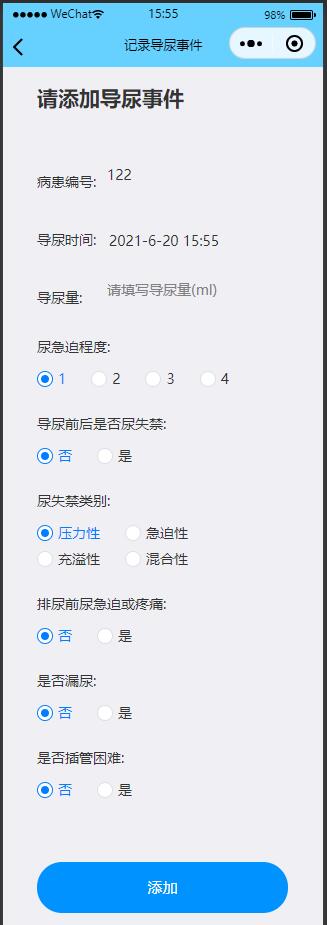 WeChat 15:55 98%
记录导尿事件
请添加导尿事件
病患编号: 122
导尿时间: 2021-6-20 15:55
导尿量: 请填写导尿量(ml)
尿急迫程度:
1 2 3 4
导尿前后是否尿失禁:
否 是
尿失禁类别:
压力性 急迫性
充溢性 混合性
排尿前尿急迫或疼痛:
否 是
是否漏尿:
否 是
是否插管困难:
否 是
添加